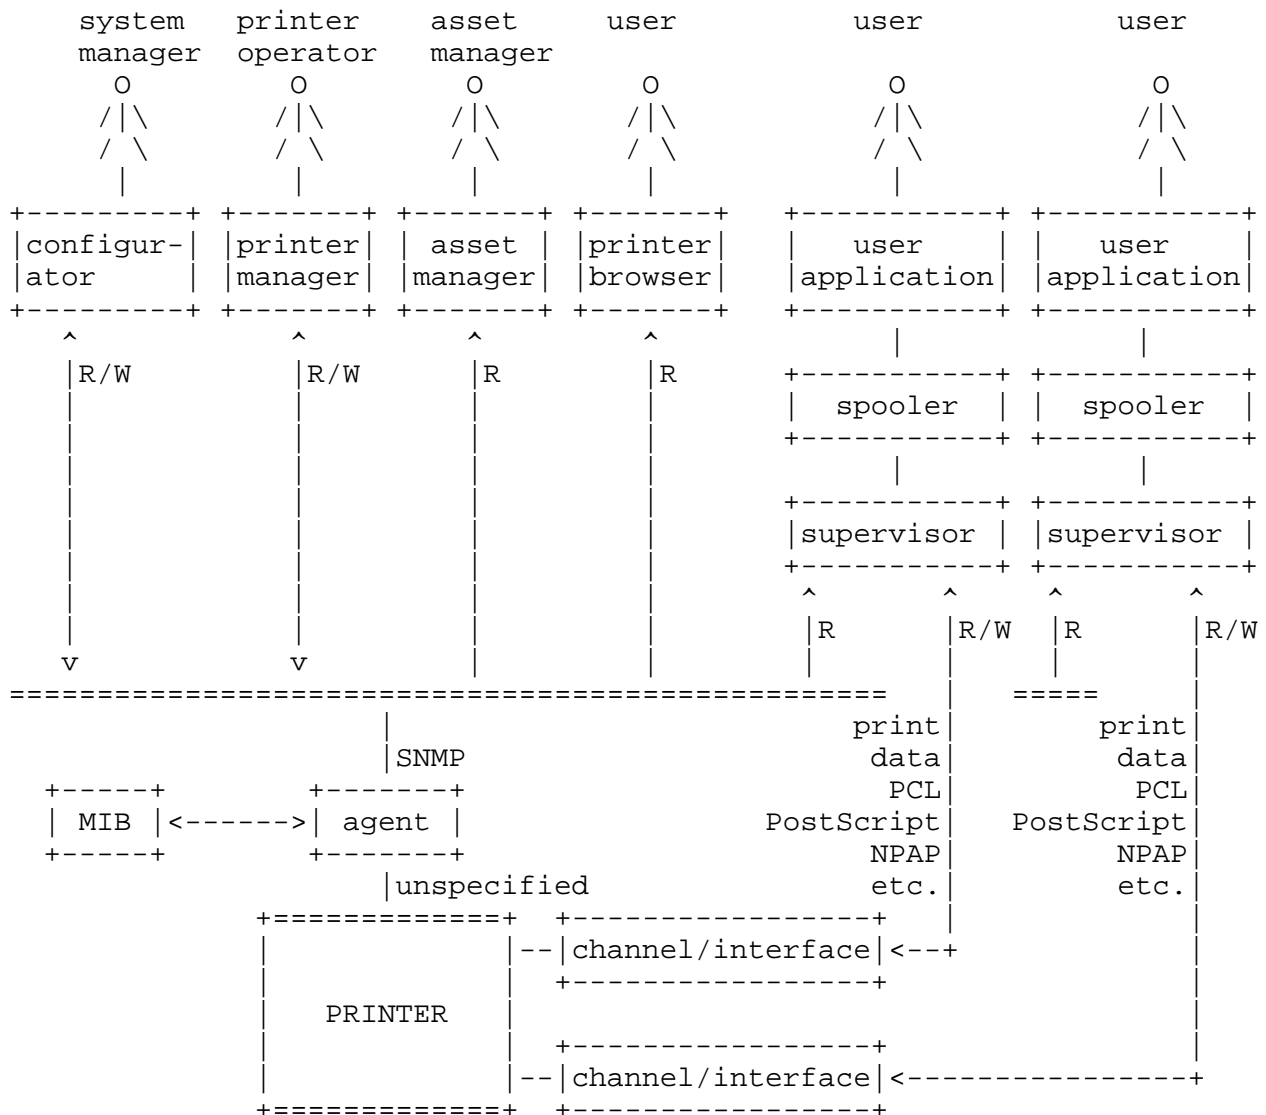 system printer asset user user user
manager operator manager
configur- printer asset printer user user
ator manager manager browser application application
R/W R/W R R
spooler spooler
supervisor supervisor
R R/W R R/W
print print
SNMP data data
PCL PCL
MIB agent PostScript PostScript
NPAP NPAP
unspecified etc. etc.
channel/interface
PRINTER
channel/interface